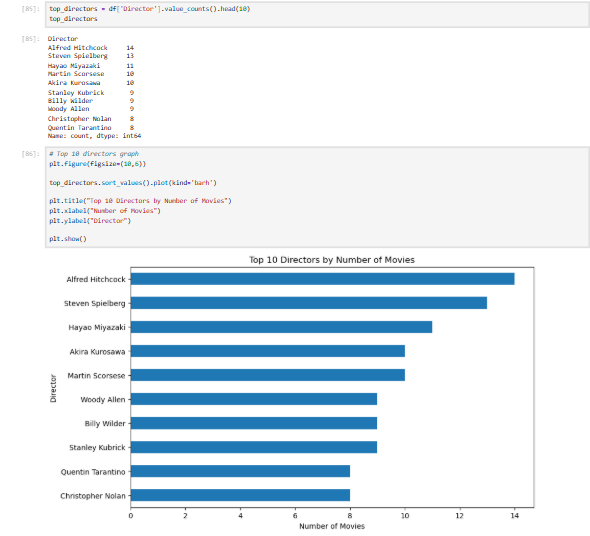 [85]: top_directors = df['Director'].value_counts().head(10)
top_directors
[85]: Director
Alfred Hitchcock 14
Steven Spielberg 13
Hayao Miyazaki 11
Martin Scorsese 10
Akira Kurosawa 10
Stanley Kubrick 9
Billy Wilder 9
Woody Allen 9
Christopher Nolan 8
Quentin Tarantino 8
Name: count, dtype: int64
[86]: # Top 10 directors graph
plt.figure(figsize=(10,6))
top_directors.sort_values().plot(kind='barh')
plt.title("Top 10 Directors by Number of Movies")
plt.xlabel("Number of Movies")
plt.ylabel("Director")
plt.show()
Top 10 Directors by Number of Movies
Alfred Hitchcock
Steven Spielberg
Hayao Miyazaki
Akira Kurosawa
Martin Scorsese
Director
Woody Allen
Billy Wilder
Stanley Kubrick
Quentin Tarantino
Christopher Nolan
0 2 4 6 8 10 12 14
Number of Movies